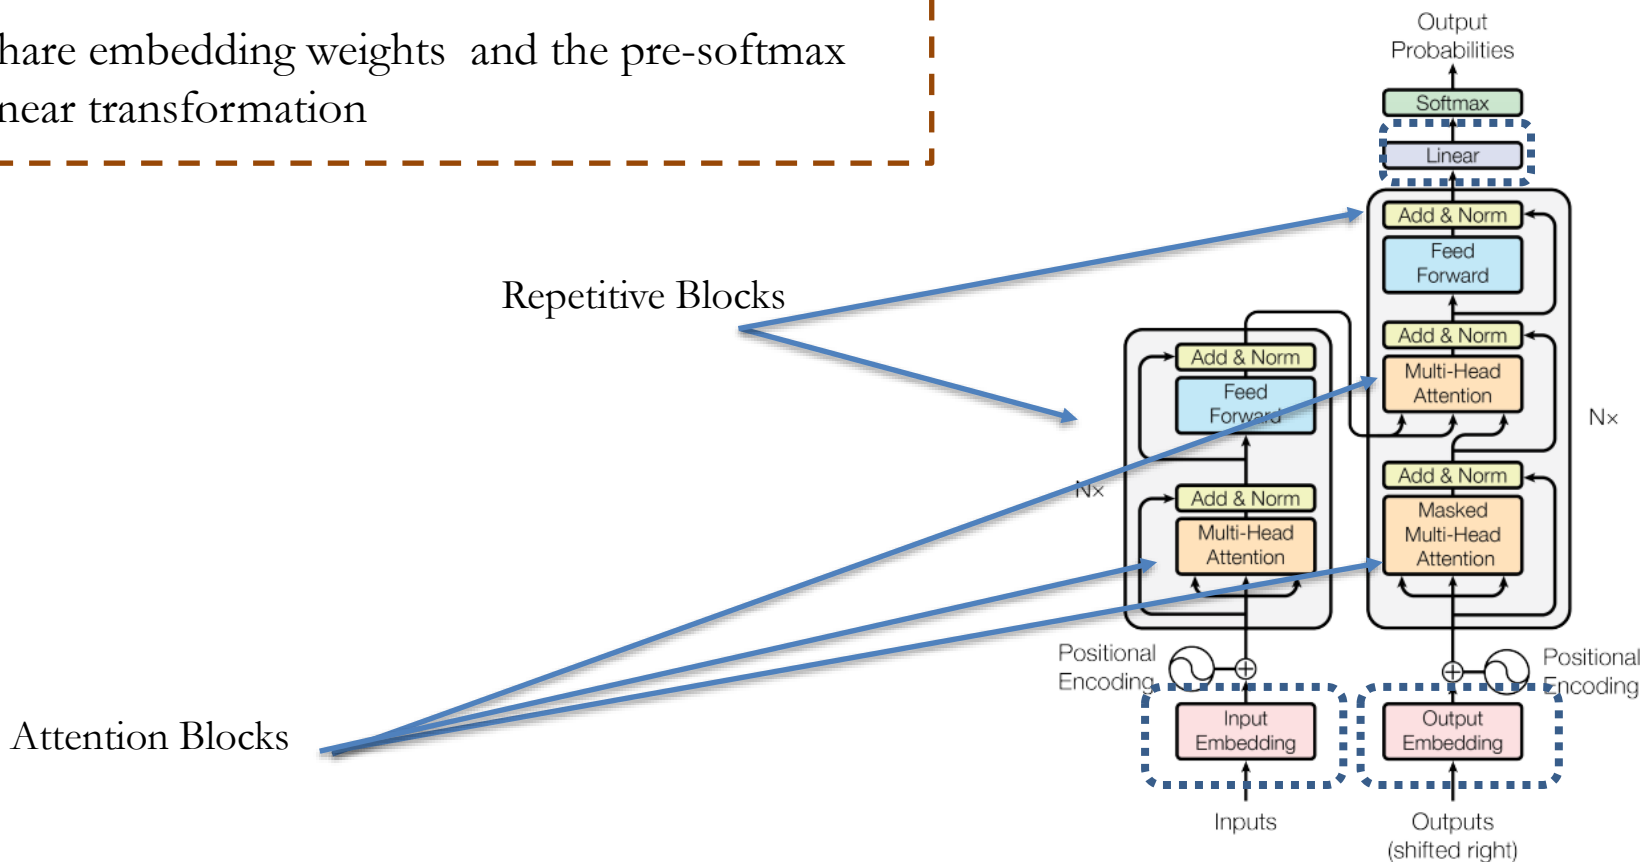 hare embedding weights and the pre-softmax
near transformation
Output
Probabilities
Softmax
Linear
Add & Norm
Feed
Forward
Add & Norm
Multi-Head
Attention
Nx
Add & Norm
Masked
Multi-Head
Attention
Repetitive Blocks
Add & Norm
Feed
Forward
Nx
Add & Norm
Multi-Head
Attention
Positional
Encoding
Positional
Encoding
Attention Blocks
Input
Embedding
Output
Embedding
Inputs
Outputs
(shifted right)